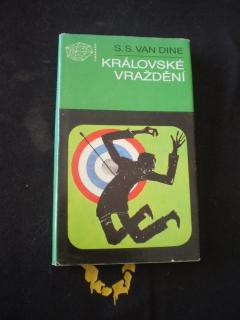 S. S. VAN DINE
KRÁLOVSKÉ
VRAŽDĚNÍ